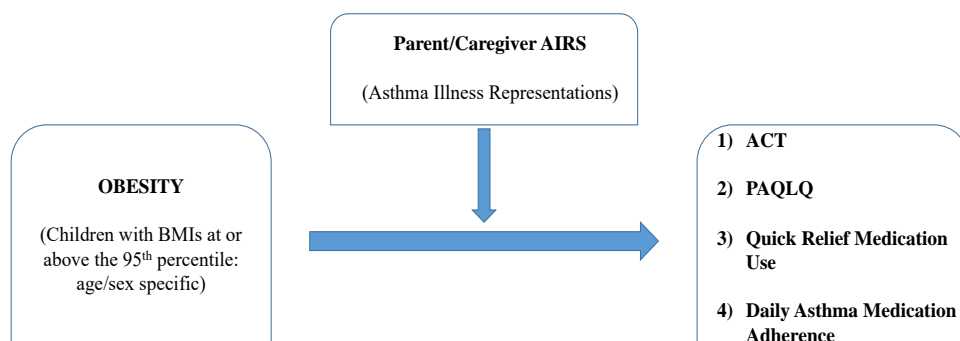 Parent/Caregiver AIRS
(Asthma Illness Representations)
OBESITY
(Children with BMIs at or
above the 95th percentile:
age/sex specific)
1) ACT
2) PAQLQ
3) Quick Relief Medication
Use
4) Daily Asthma Medication
Adherence